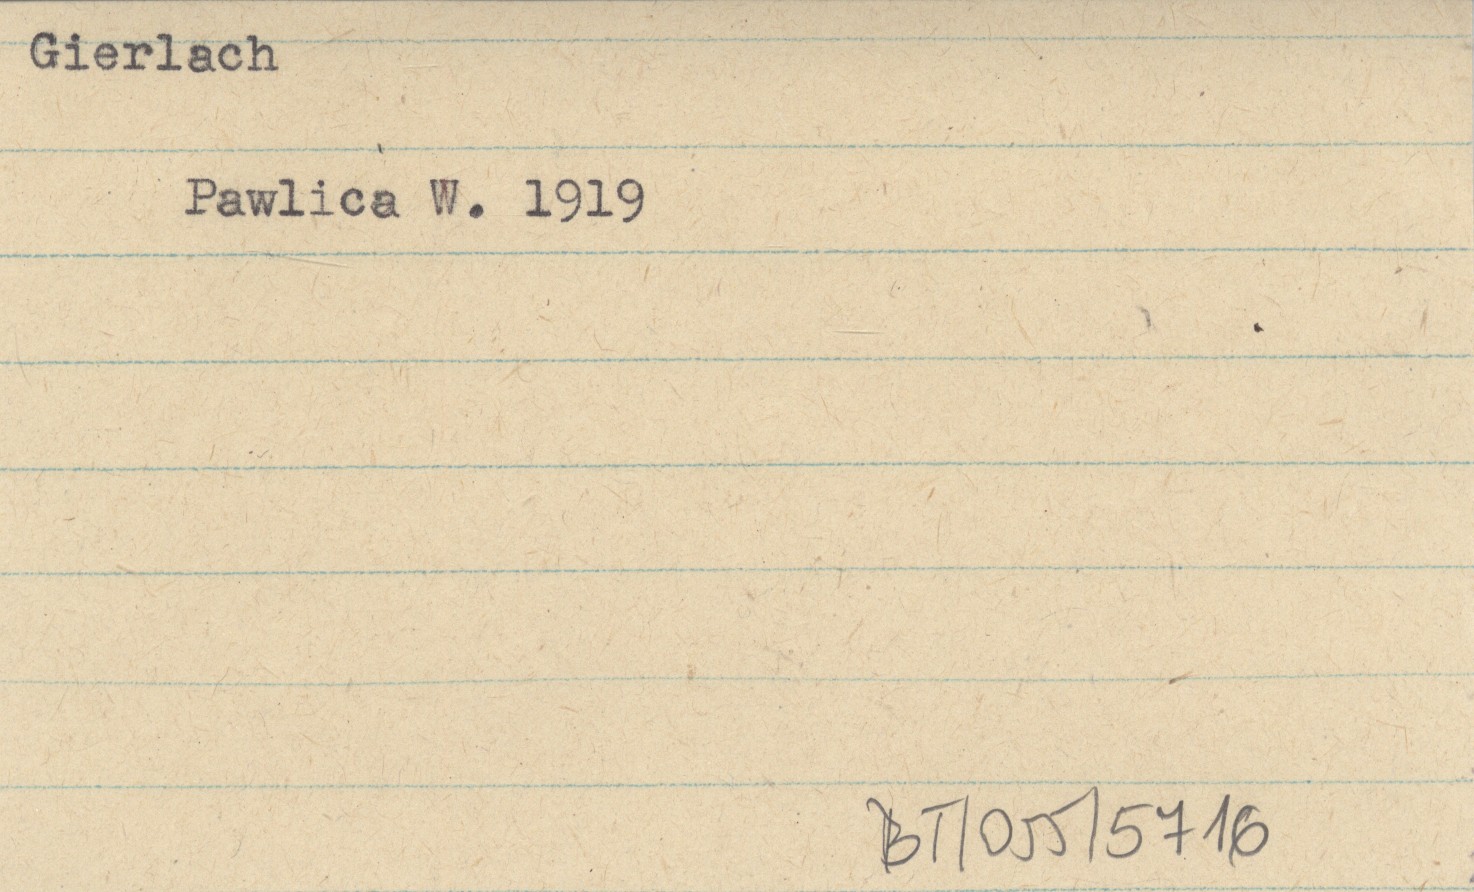 Gierlach
Pawlica W. 1919
BT/055/5716